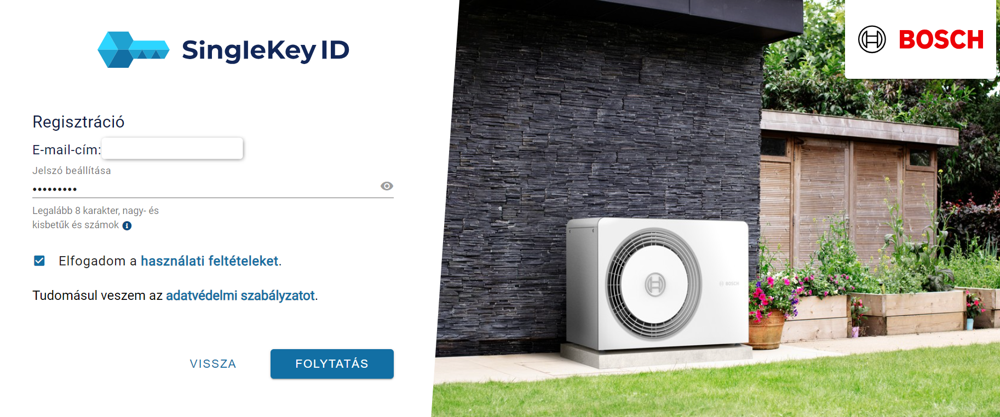 SingleKey ID
BOSCH
Regisztráció
E-mail-cím:
Jelszó beállítása
•••••••••
Legalább 8 karakter, nagy- és
kisbetűk és számok
Elfogadom a használati feltételeket.
Tudomásul veszem az adatvédelmi szabályzatot.
VISSZA
FOLYTATÁS
BOSCH